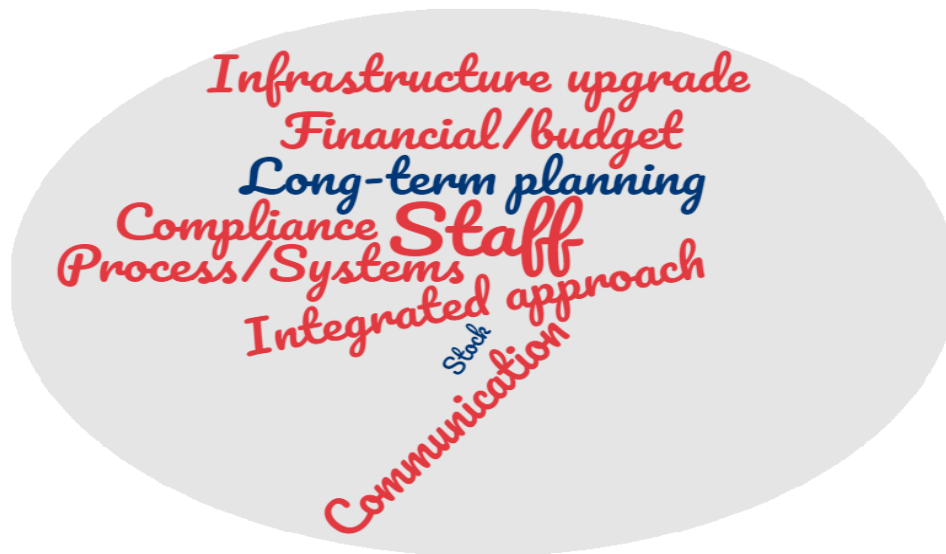 Infrastructure upgrade
Financial/budget
Long-term planning
Compliance
Staff
Process/Systems
Integrated approach
Stock
Communication